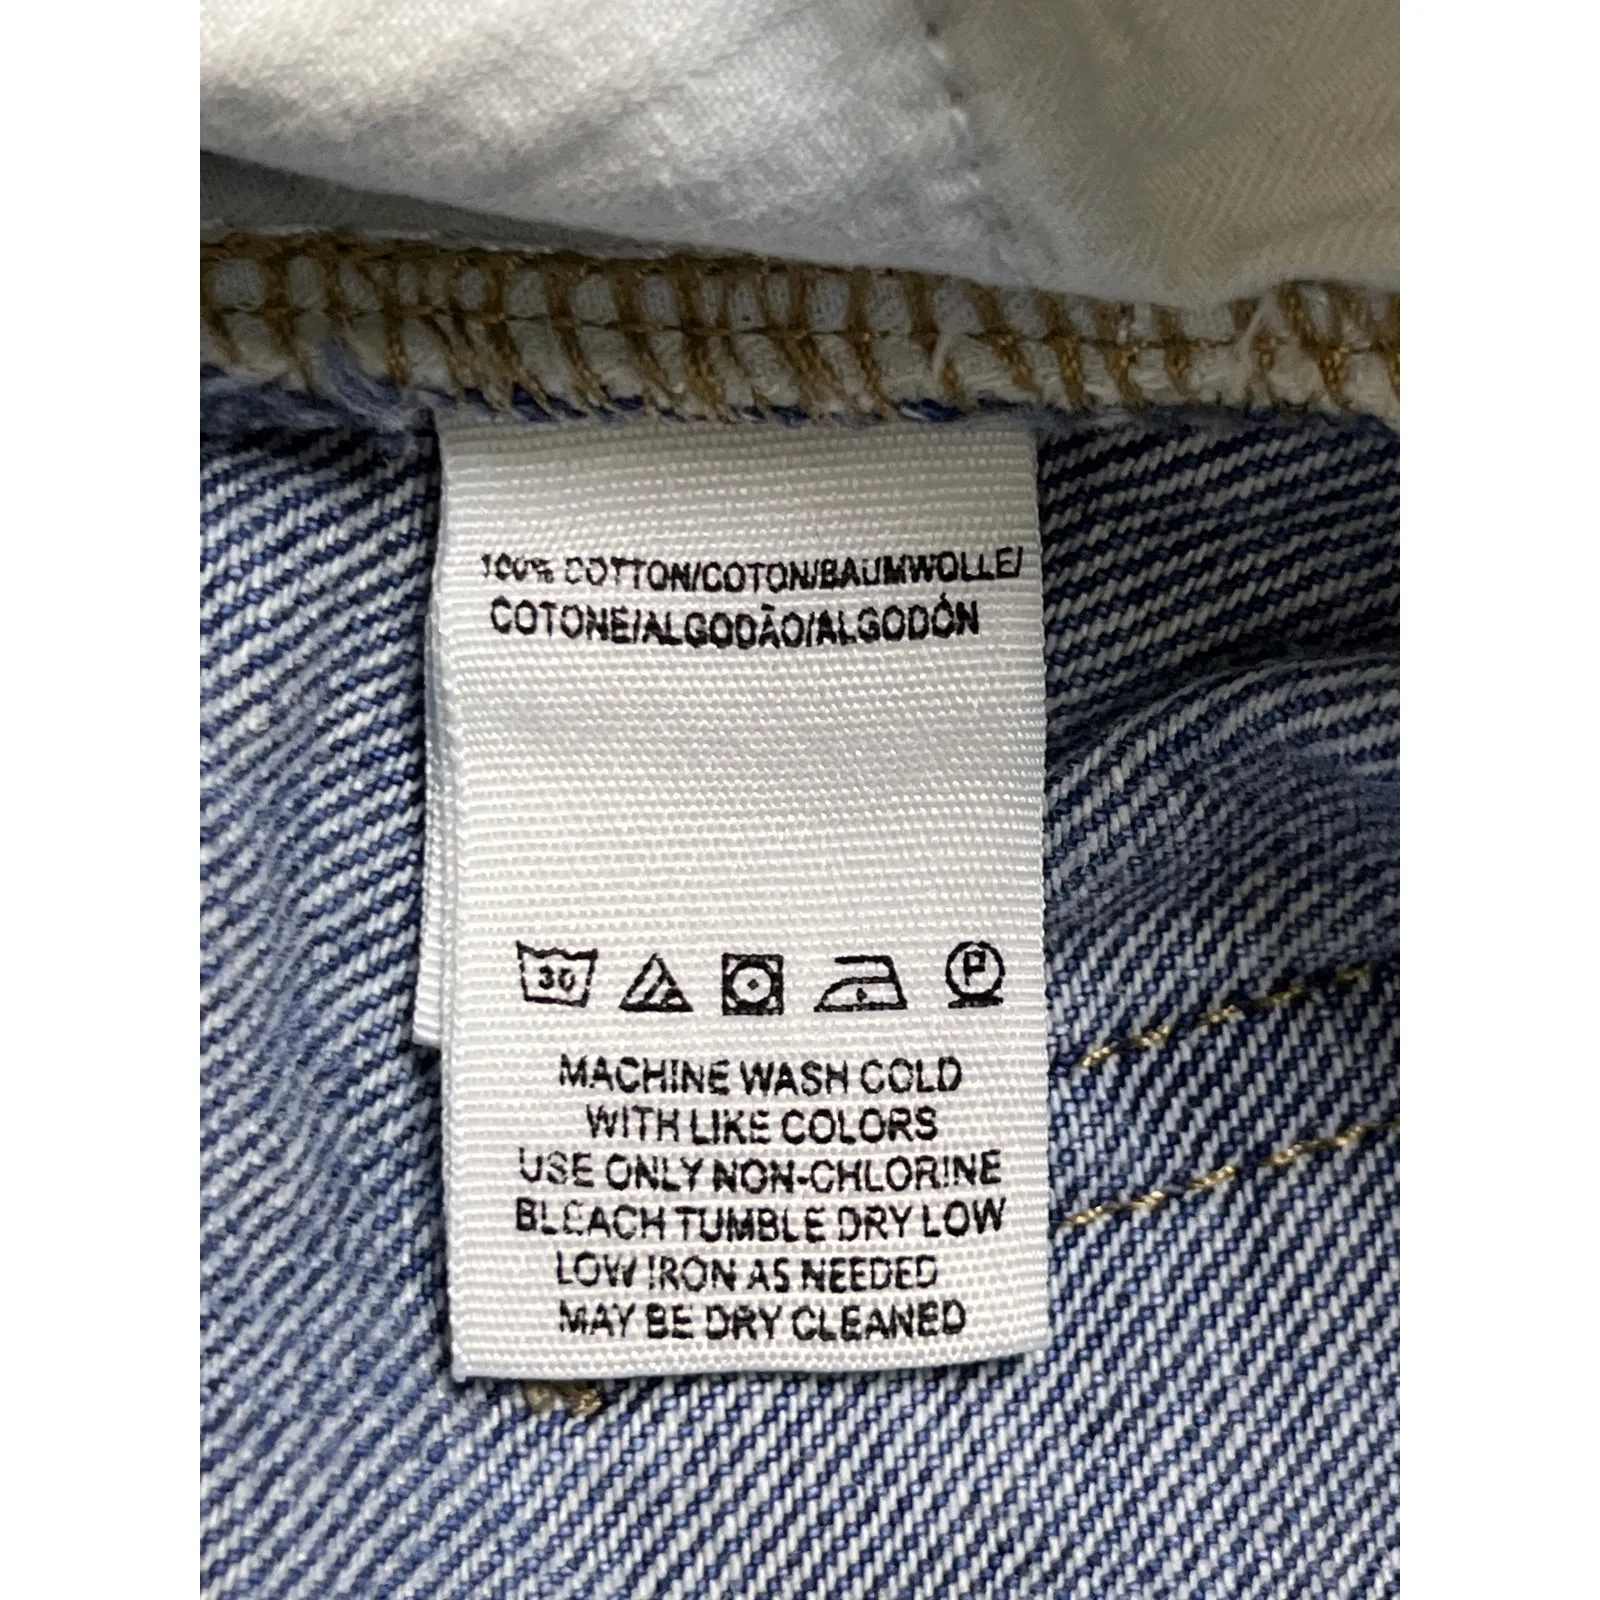 100% COTTON/COTON/BAUMWOLLE/
COTONE/ALGODÃO/ALGODÓN
30 P
MACHINE WASH COLD
WITH LIKE COLORS
USE ONLY NON-CHLORINE
BLEACH TUMBLE DRY LOW
LOW IRON AS NEEDED
MAY BE DRY CLEANED